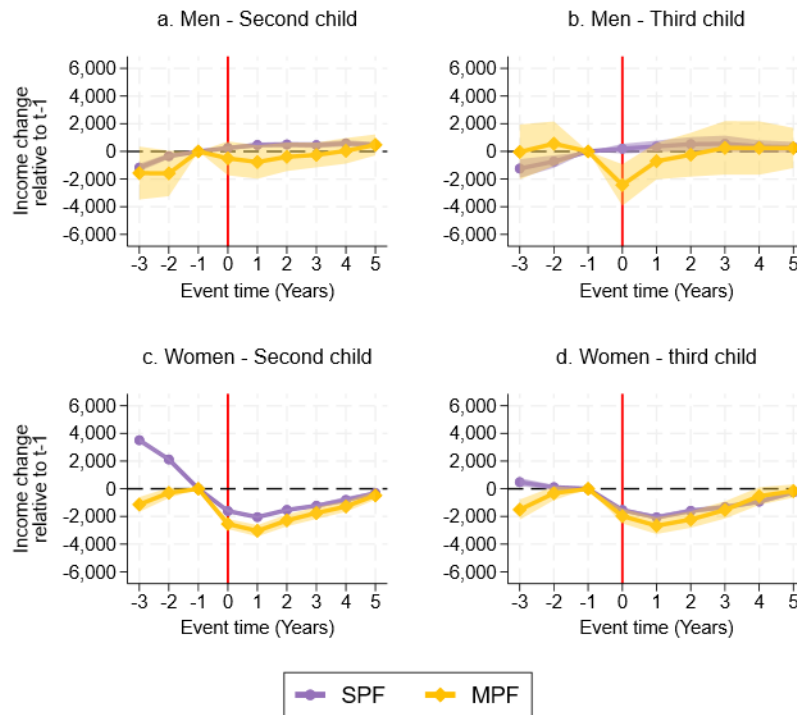 a. Men - Second child
6,000
4,000
2,000
0
-2,000
-4,000
-6,000
Income change
relative to t-1
-3 -2 -1 0 1 2 3 4 5
Event time (Years)
b. Men - Third child
6,000
4,000
2,000
0
-2,000
-4,000
-6,000
-3 -2 -1 0 1 2 3 4 5
Event time (Years)
c. Women - Second child
6,000
4,000
2,000
0
-2,000
-4,000
-6,000
Income change
relative to t-1
-3 -2 -1 0 1 2 3 4 5
Event time (Years)
d. Women - third child
6,000
4,000
2,000
0
-2,000
-4,000
-6,000
-3 -2 -1 0 1 2 3 4 5
Event time (Years)
SPF MPF